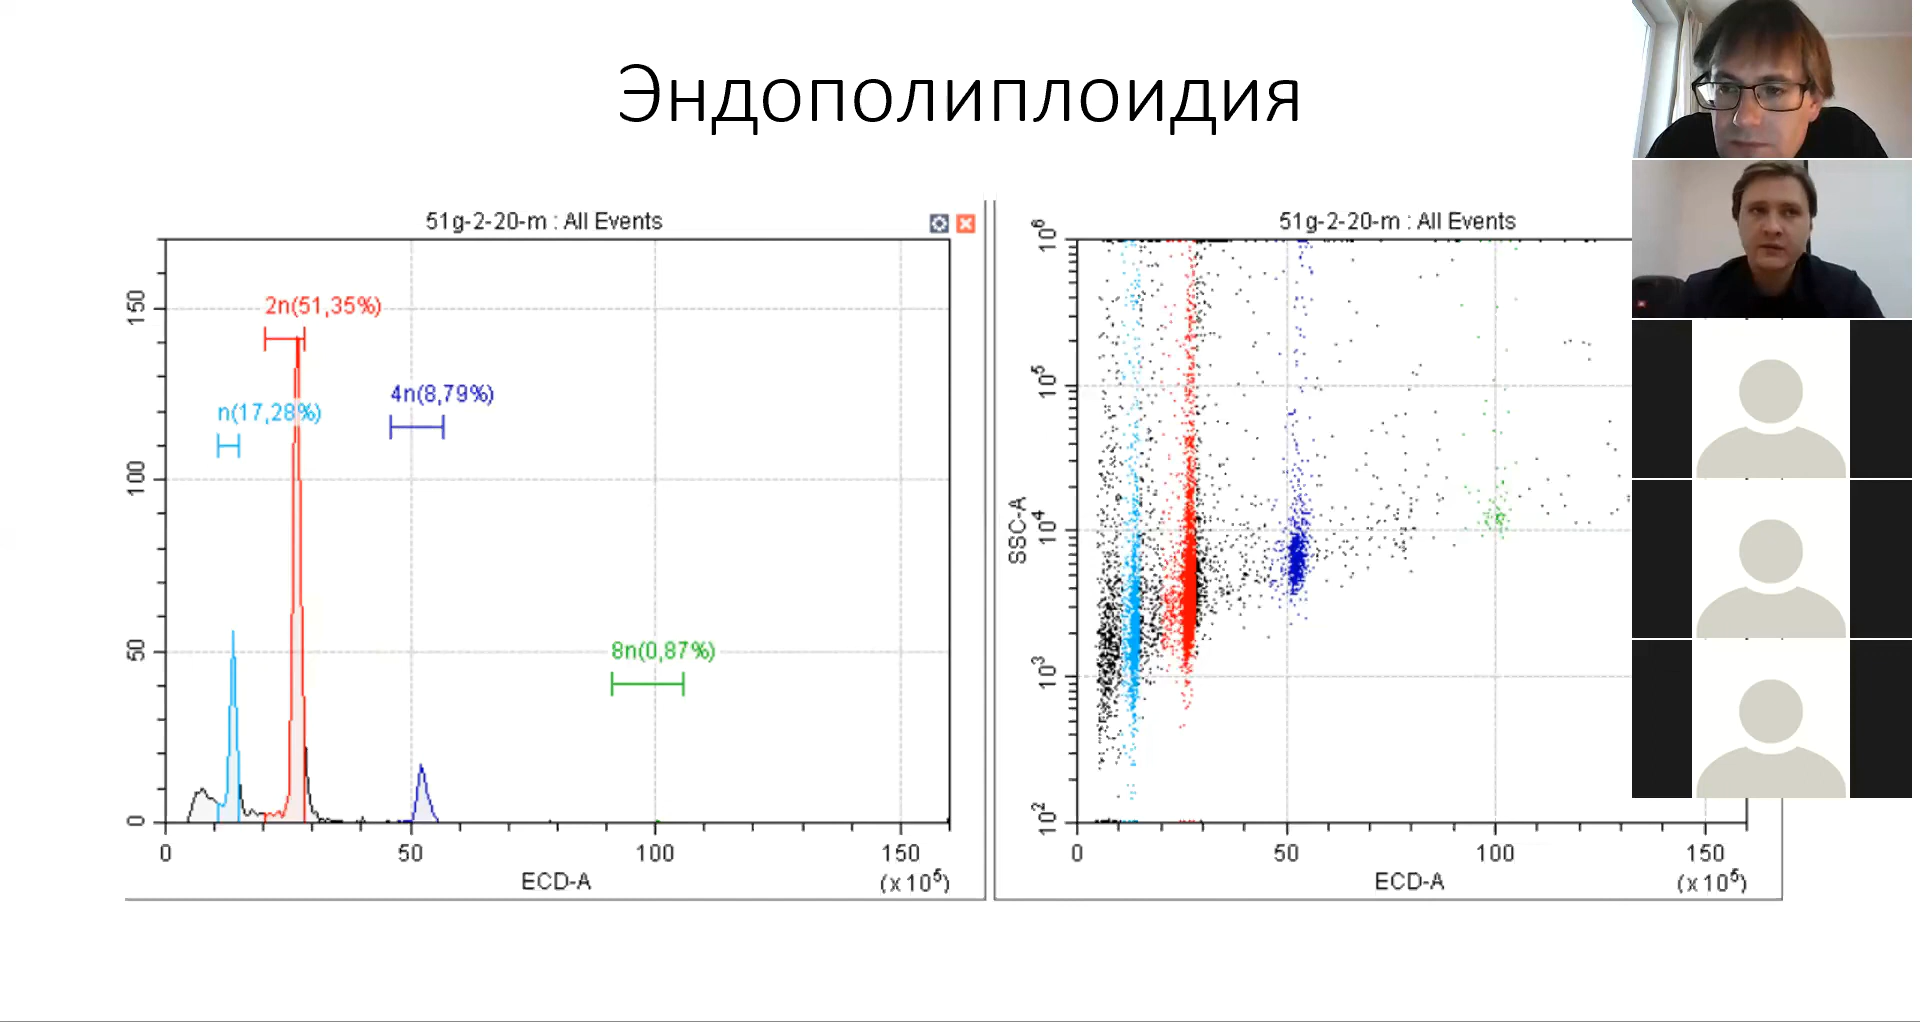 Эндополиплоидия
51g-2-20-m : All Events
2n(51,35%)
n(17,28%)
4n(8,79%)
8n(0,87%)
150
100
50
0
0 50 100 150
ECD-A (x 10⁵)
51g-2-20-m : All Events
10⁶
10⁵
10⁴
10³
10²
SSC-A
0 50 100 150
ECD-A (x 10⁵)